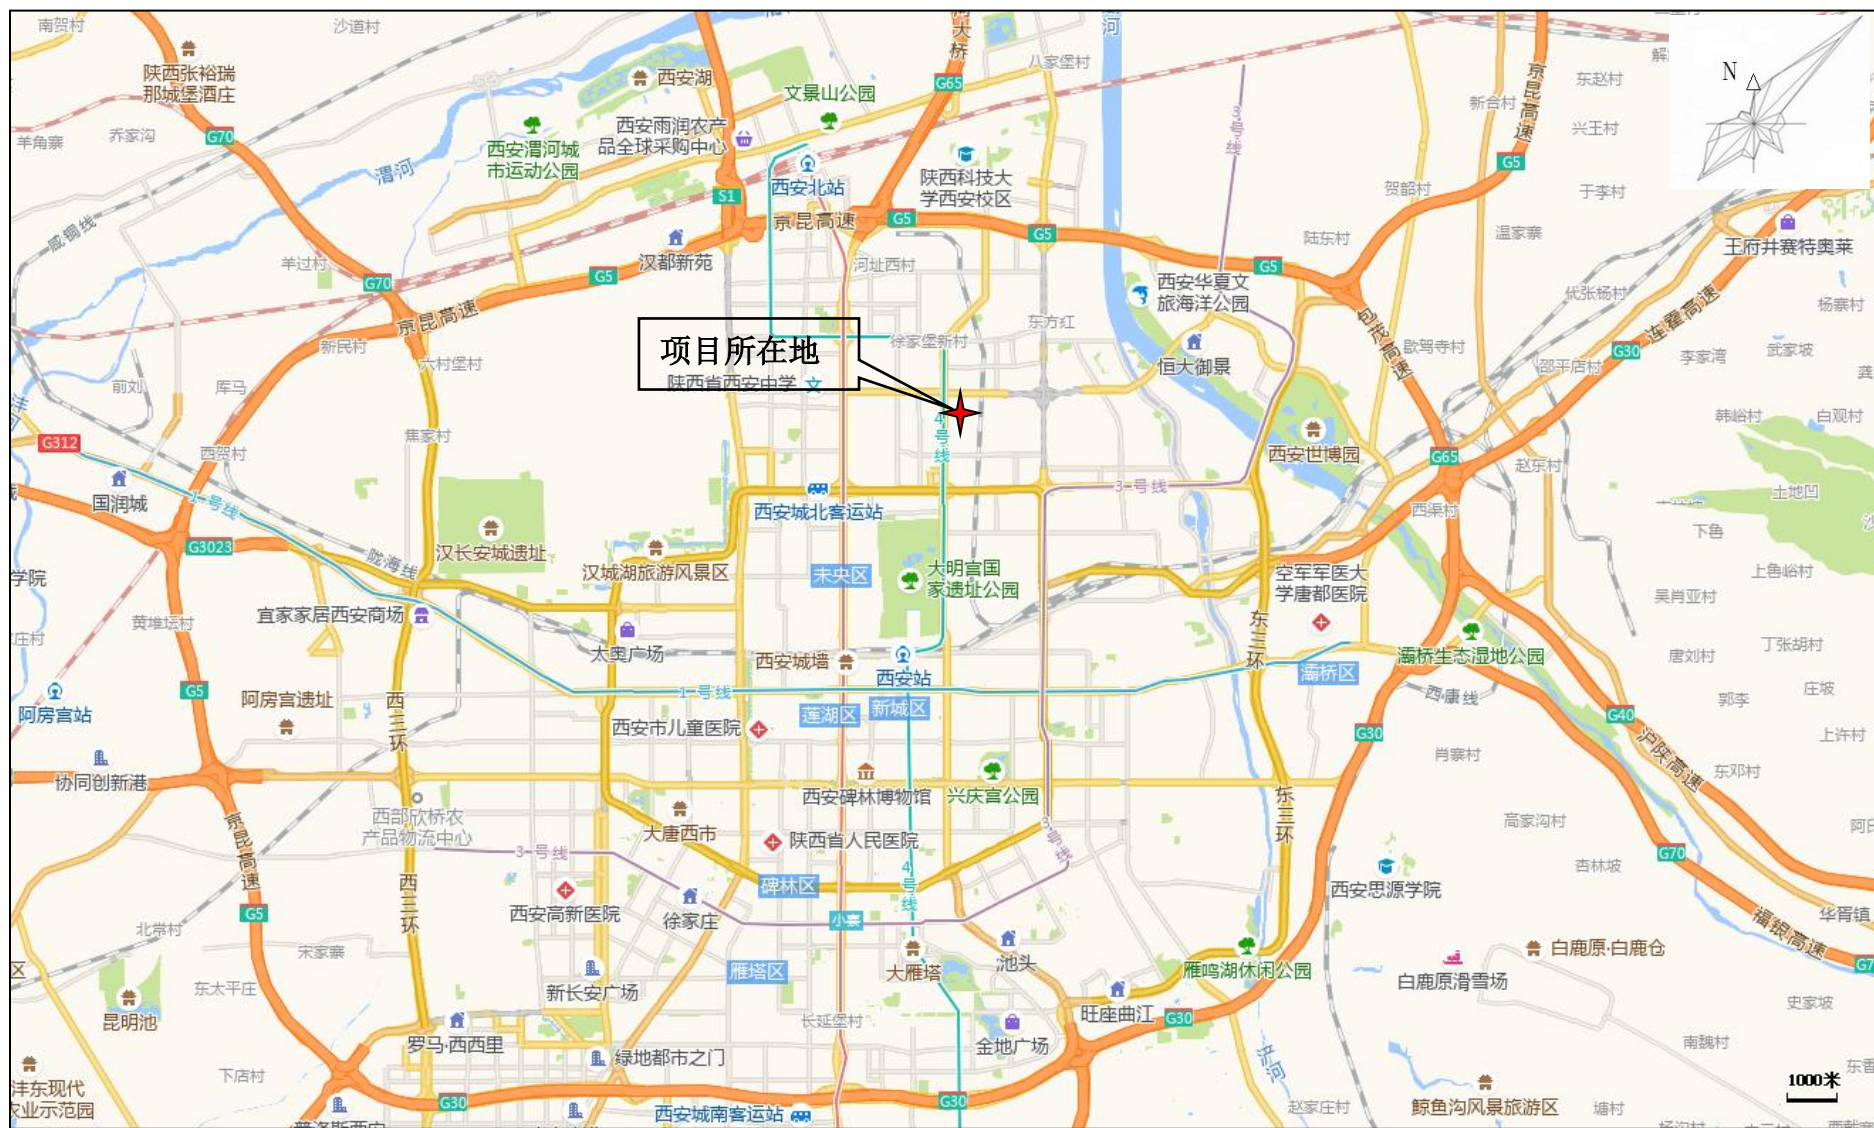 南贺村
沙道村
大桥
河
八家堡村
京昆高速
N
陕西张裕瑞
那城堡酒庄
西安湖
文景山公园
G65
东赵村
新合村
羊角寨
乔家沟
G70
西安雨润农产
品全球采购中心
3号线
兴王村
渭河
西安渭河城
市运动公园
西安北站
陕西科技大
学西安校区
G5
贺韶村
于李村
S1
咸铜线
京昆高速
G5
G5
陆东村
温家寨
王府井赛特奥莱
羊过村
汉都新苑
河址西村
G5
G5
G70
西安华夏文
旅海洋公园
代张杨村
杨寨村
京昆高速
东方红
包茂高速
连霍高速
新民村
项目所在地
徐家堡新村
恒大御景
歇驾寺村
G30
李家湾
武家坡
六村堡村
邵平店村
前刘
厍马
陕西省西安中学
4号线
韩峪村
白观村
G312
西贺村
焦家村
西安世博园
G65
赵东村
国润城
1号线
3号线
土地凹
西安城北客运站
西渠村
下鲁
G3023
陇海线
汉长安城遗址
汉城湖旅游风景区
未央区
大明宫国
家遗址公园
空军军医大
学唐都医院
上鲁峪村
学院
吴肖亚村
黄堆坛村
宜家家居西安商场
东三环
庄村
太奥广场
西安城墙
西安站
灞桥区
灞桥生态湿地公园
丁张胡村
唐刘村
G5
1号线
西康线
庄坡
阿房宫遗址
西三环
莲湖区
新城区
郭李
阿房宫站
西安市儿童医院
G30
G40
沪陕高速
上许村
肖寨村
协同创新港
西安碑林博物馆
兴庆宫公园
东邓村
西部欣桥农
产品物流中心
京昆高速
大唐西市
陕西省人民医院
3号线
东三环
高家沟村
3号线
4号线
G70
杏林坡
西三环
碑林区
西安思源学院
G5
西安高新医院
徐家庄
小寨
华胥镇
福银高速
北常村
宋家寨
区
雁塔区
大雁塔
池头
雁鸣湖休闲公园
白鹿原·白鹿仓
东太平庄
新长安广场
白鹿原滑雪场
昆明池
旺座曲江
G30
史家坡
罗马·西西里
长延堡村
金地广场
南魏村
绿地都市之门
浐河
下店村
1000米
沣东现代
农业示范园
G30
G30
西安城南客运站
赵家庄村
鲸鱼沟风景旅游区
塘村